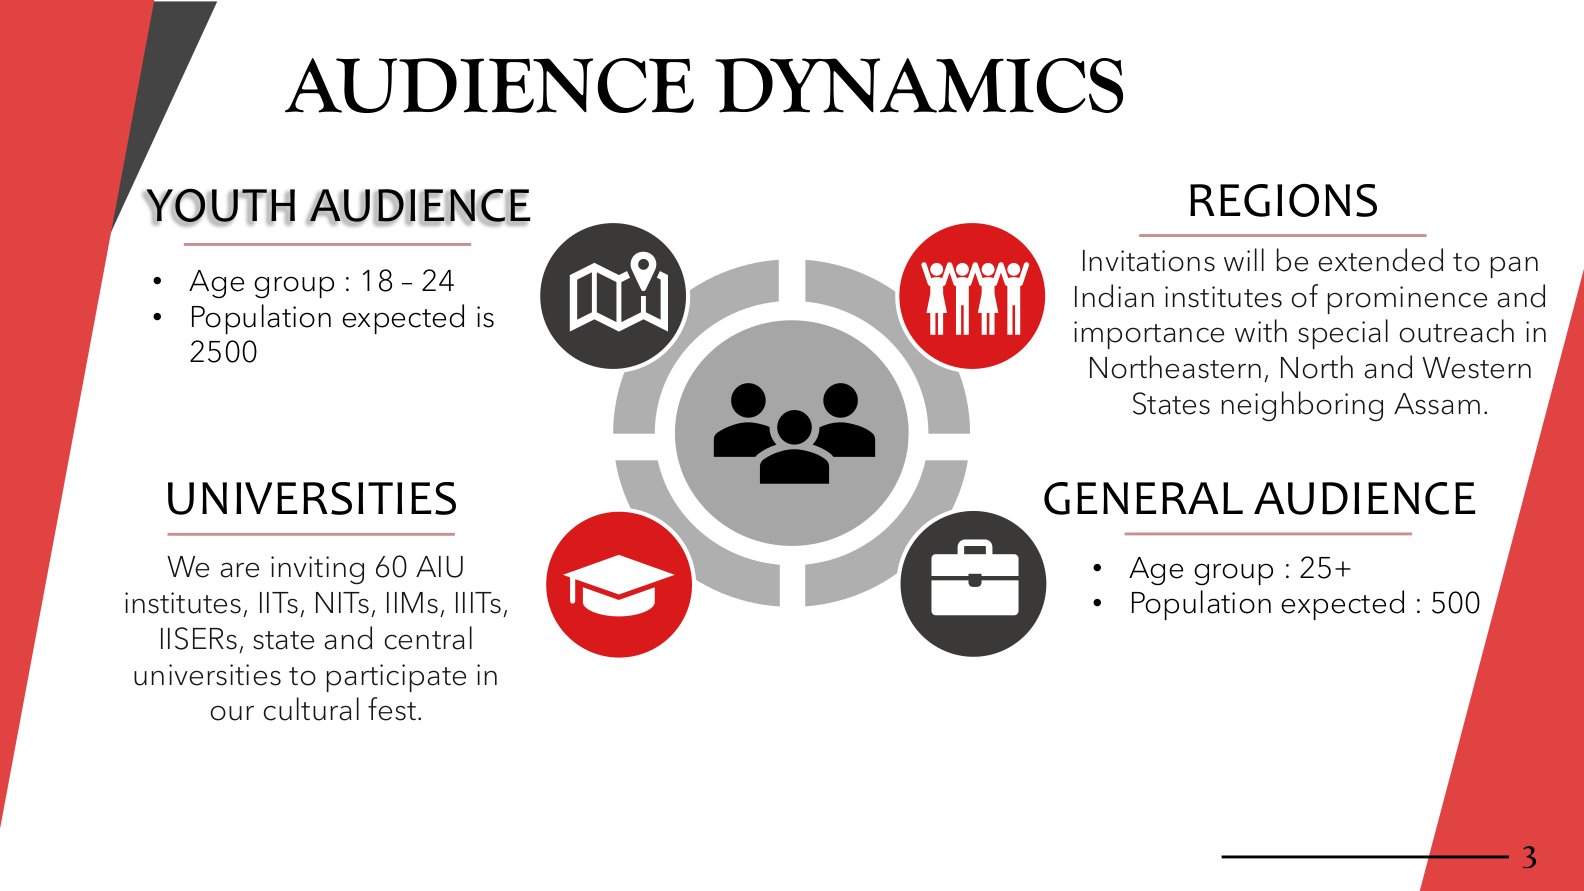 AUDIENCE DYNAMICS
YOUTH AUDIENCE
• Age group : 18 – 24
• Population expected is
2500
REGIONS
Invitations will be extended to pan
Indian institutes of prominence and
importance with special outreach in
Northeastern, North and Western
States neighboring Assam.
UNIVERSITIES
We are inviting 60 AIU
institutes, IITs, NITs, IIMs, IIITs,
IISERs, state and central
universities to participate in
our cultural fest.
GENERAL AUDIENCE
• Age group : 25+
• Population expected : 500
3